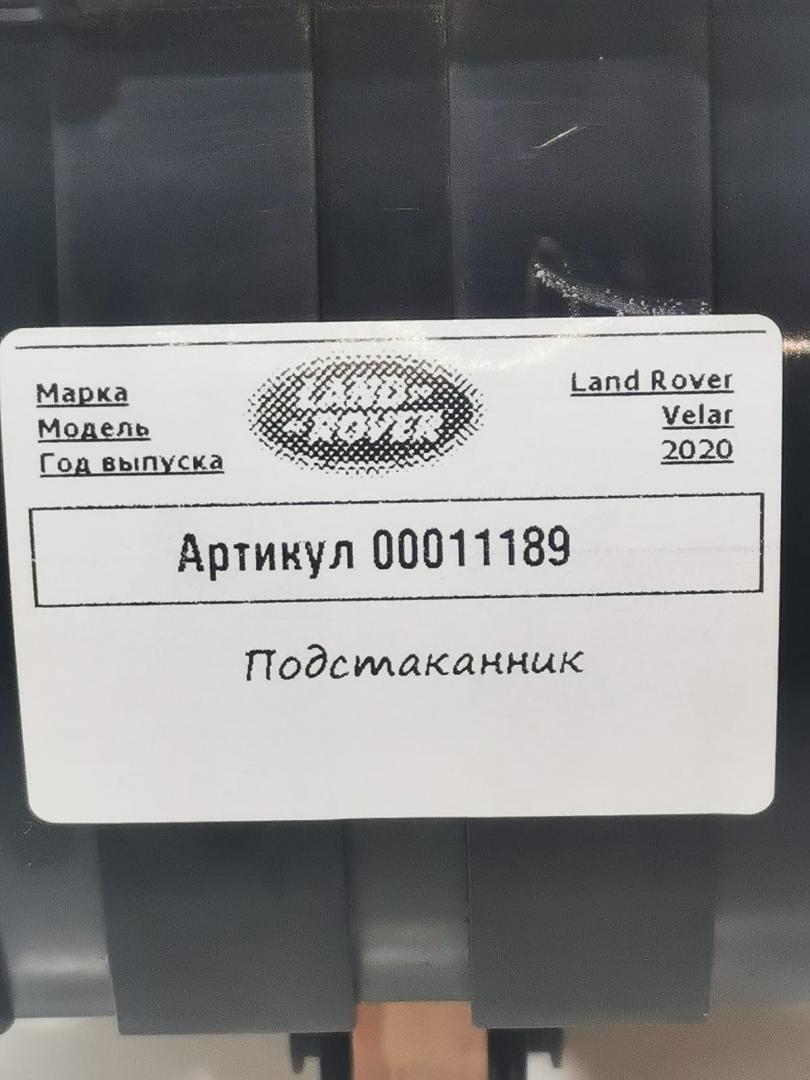 Марка
Модель
Год выпуска
LAND
ROVER
Land Rover
Velar
2020
Артикул 00011189
Подстаканник